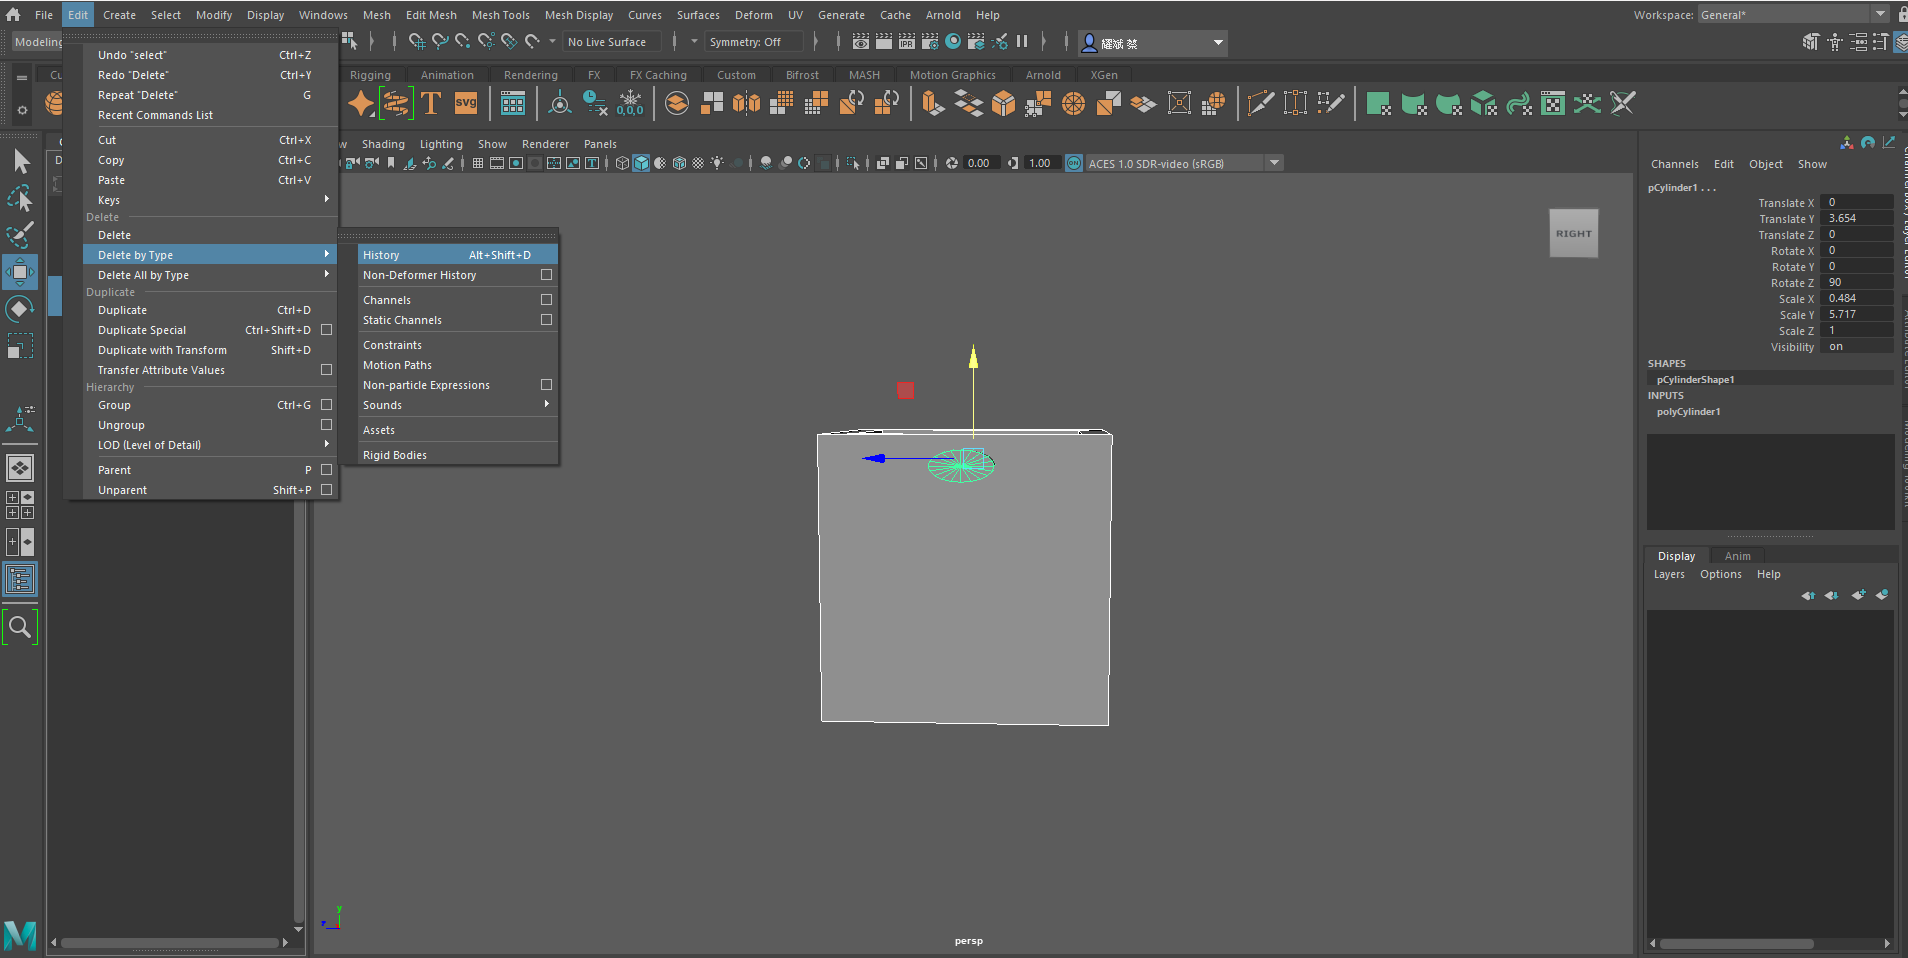 File Edit Create Select Modify Display Windows Mesh Edit Mesh Mesh Tools Mesh Display Curves Surfaces Deform UV Generate Cache Arnold Help
Workspace: General*
Modeling
No Live Surface
Symmetry: Off
IPR
Rigging Animation Rendering FX FX Caching Custom Bifrost MASH Motion Graphics Arnold XGen
T
svg
0,0,0
Undo "select" Ctrl+Z
Redo "Delete" Ctrl+Y
Repeat "Delete" G
Recent Commands List
Cut Ctrl+X
Copy Ctrl+C
Paste Ctrl+V
Keys
Delete
Delete
Delete by Type
Delete All by Type
Duplicate
Duplicate Ctrl+D
Duplicate Special Ctrl+Shift+D
Duplicate with Transform Shift+D
Transfer Attribute Values
Hierarchy
Group Ctrl+G
Ungroup
LOD (Level of Detail)
Parent P
Unparent Shift+P
History Alt+Shift+D
Non-Deformer History
Channels
Static Channels
Constraints
Motion Paths
Non-particle Expressions
Sounds
Assets
Rigid Bodies
Shading Lighting Show Renderer Panels
0.00
1.00
ON
ACES 1.0 SDR-video (sRGB)
RIGHT
y
persp
Channels Edit Object Show
pCylinder1 . . .
Translate X 0
Translate Y 3.654
Translate Z 0
Rotate X 0
Rotate Y 0
Rotate Z 90
Scale X 0.484
Scale Y 5.717
Scale Z 1
Visibility on
SHAPES
pCylinderShape1
INPUTS
polyCylinder1
Display Anim
Layers Options Help